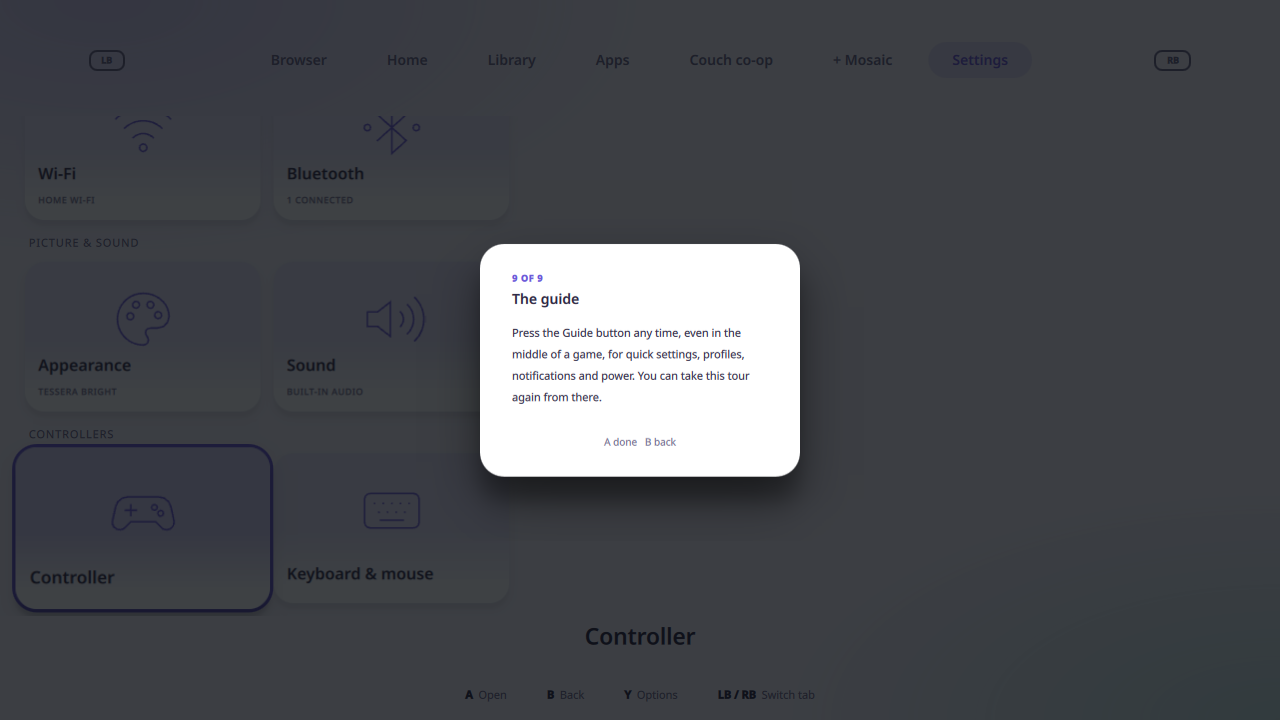 LB
Browser
Home
Library
Apps
Couch co-op
+ Mosaic
Settings
RB
Wi-Fi
HOME WI-FI
Bluetooth
1 CONNECTED
PICTURE & SOUND
Appearance
TESSERA BRIGHT
Sound
BUILT-IN AUDIO
CONTROLLERS
Controller
Keyboard & mouse
9 OF 9
The guide
Press the Guide button any time, even in the
middle of a game, for quick settings, profiles,
notifications and power. You can take this tour
again from there.
A done B back
Controller
A Open B Back Y Options LB / RB Switch tab